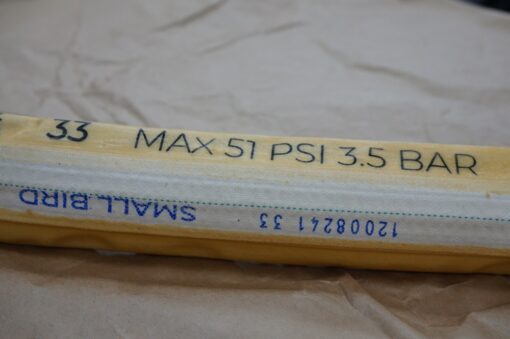 33 MAX 51 PSI 3.5 BAR
12008241 33 SMALL BIRD